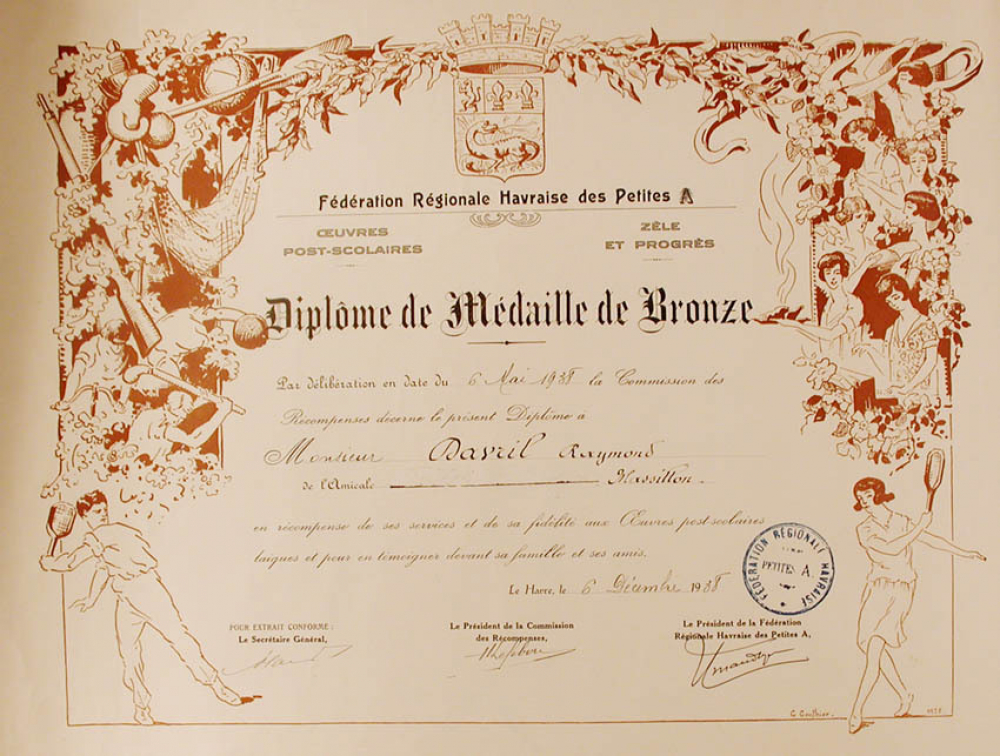 Fédération Régionale Havraise des Petites A
ŒUVRES
POST-SCOLAIRES
ZÈLE
ET PROGRÈS
Diplôme de Médaille de Bronze
Par délibération en date du 6 Mai 1938 la Commission des
Récompenses décerne le présent Diplôme à
Monsieur Davril Raymond
de l'Amicale Massillon
en récompense de ses services et de sa fidélité aux Œuvres post-scolaires
laïques et pour en témoigner devant sa famille et ses amis.
Le Havre, le 6 Décembre 1938
FÉDÉRATION RÉGIONALE HAVRAISE
PETITES A.
POUR EXTRAIT CONFORME :
Le Secrétaire Général,
Le Président de la Commission
des Récompenses,
Le Président de la Fédération
Régionale Havraise des Petites A,